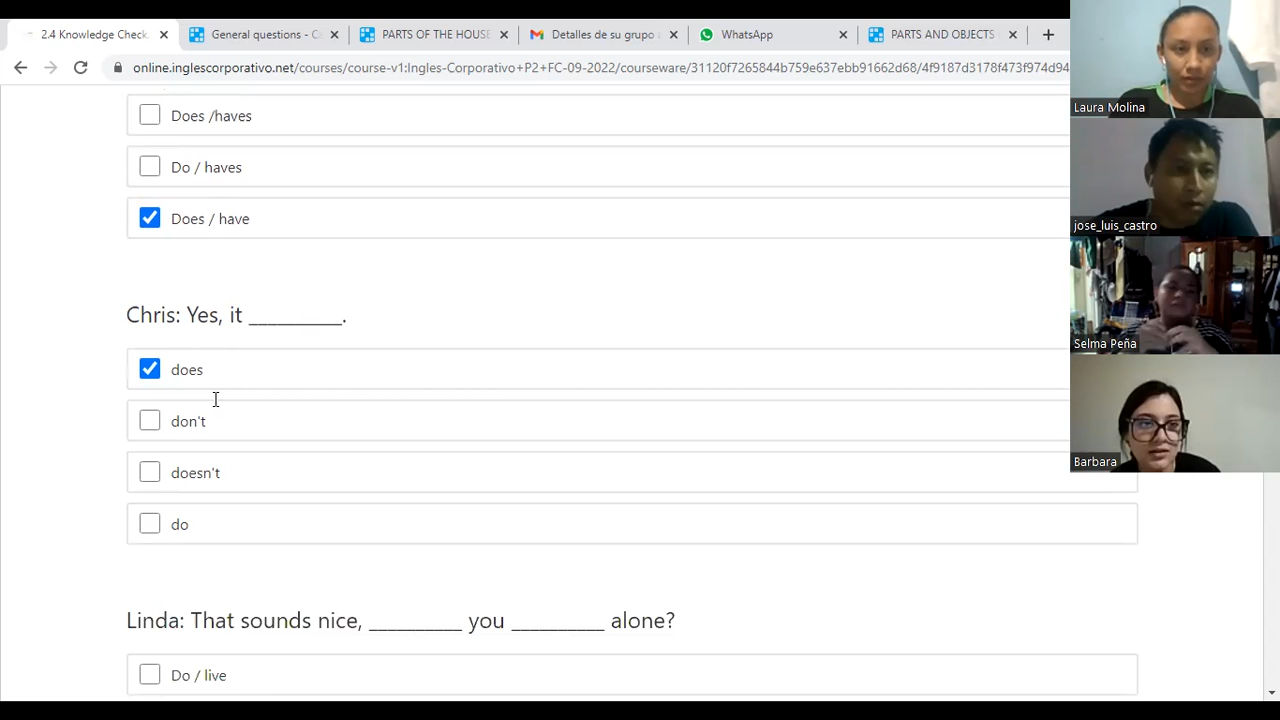 2.4 Knowledge Check
General questions - C
PARTS OF THE HOUSE
Detalles de su grupo
WhatsApp
PARTS AND OBJECTS
online.inglescorporativo.net/courses/course-v1:Ingles-Corporativo+P2+FC-09-2022/courseware/31120f7265844b759e637ebb91662d68/4f9187d3178f473f974d94
Does /haves
Do / haves
Does / have
Chris: Yes, it __________.
does
don't
doesn't
do
Linda: That sounds nice, __________ you __________ alone?
Do / live
Laura Molina
jose_luis_castro
Selma Peña
Barbara